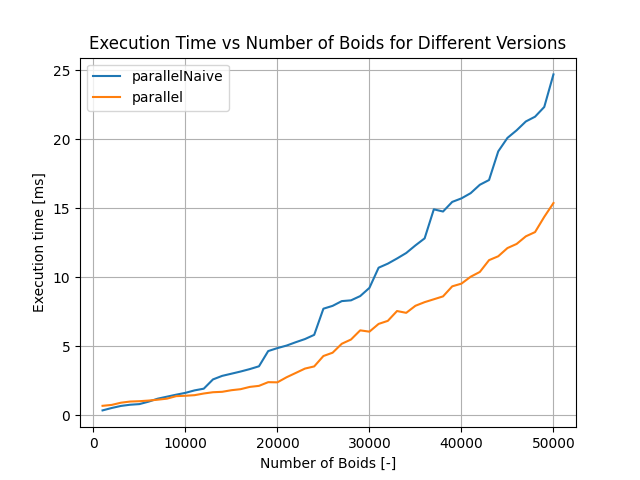 Execution Time vs Number of Boids for Different Versions
parallelNaive
parallel
25
20
15
10
5
0
Execution time [ms]
0 10000 20000 30000 40000 50000
Number of Boids [-]